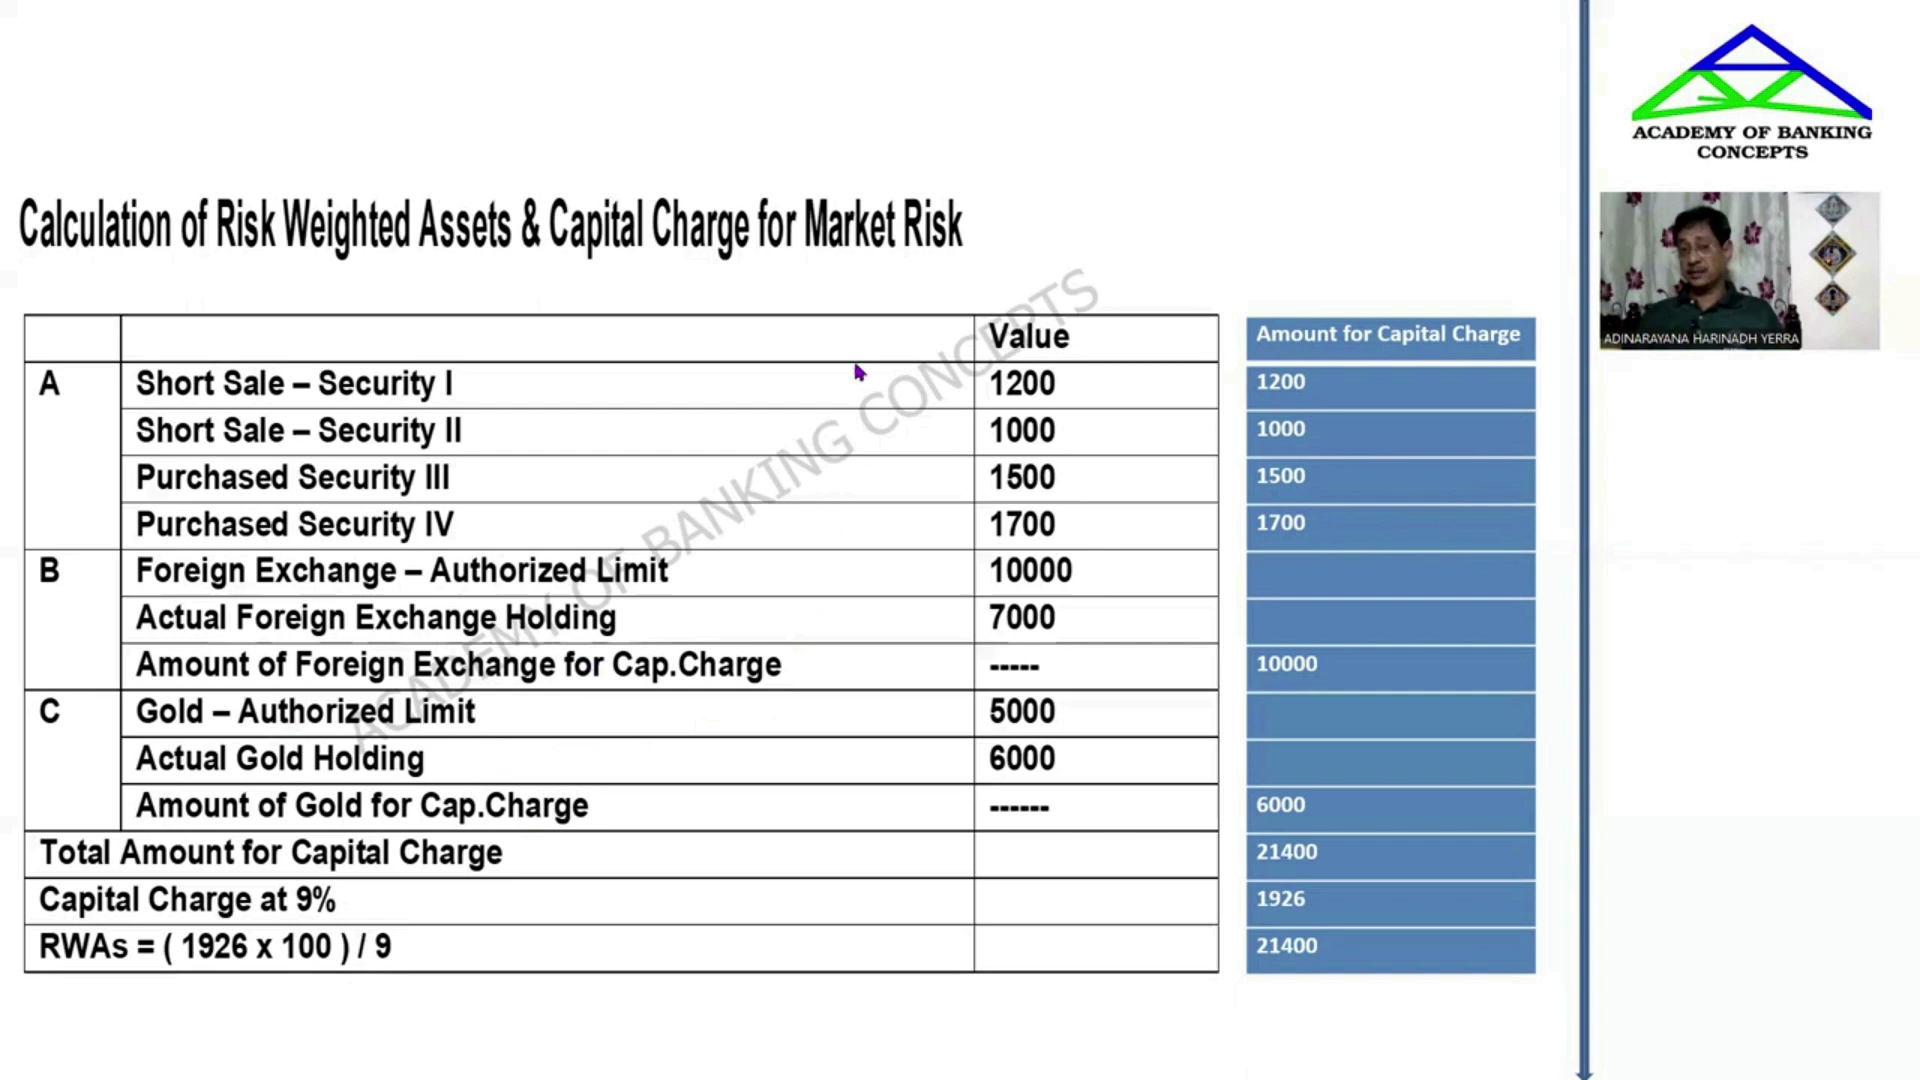 ACADEMY OF BANKING
CONCEPTS
ADINARAYANA HARINADH YERRA
Calculation of Risk Weighted Assets & Capital Charge for Market Risk
Value Amount for Capital Charge
A Short Sale – Security I 1200 1200
Short Sale – Security II 1000 1000
Purchased Security III 1500 1500
Purchased Security IV 1700 1700
B Foreign Exchange – Authorized Limit 10000
Actual Foreign Exchange Holding 7000
Amount of Foreign Exchange for Cap.Charge ----- 10000
C Gold – Authorized Limit 5000
Actual Gold Holding 6000
Amount of Gold for Cap.Charge ------ 6000
Total Amount for Capital Charge 21400
Capital Charge at 9% 1926
RWAs = ( 1926 x 100 ) / 9 21400
ACADEMY OF BANKING CONCEPTS